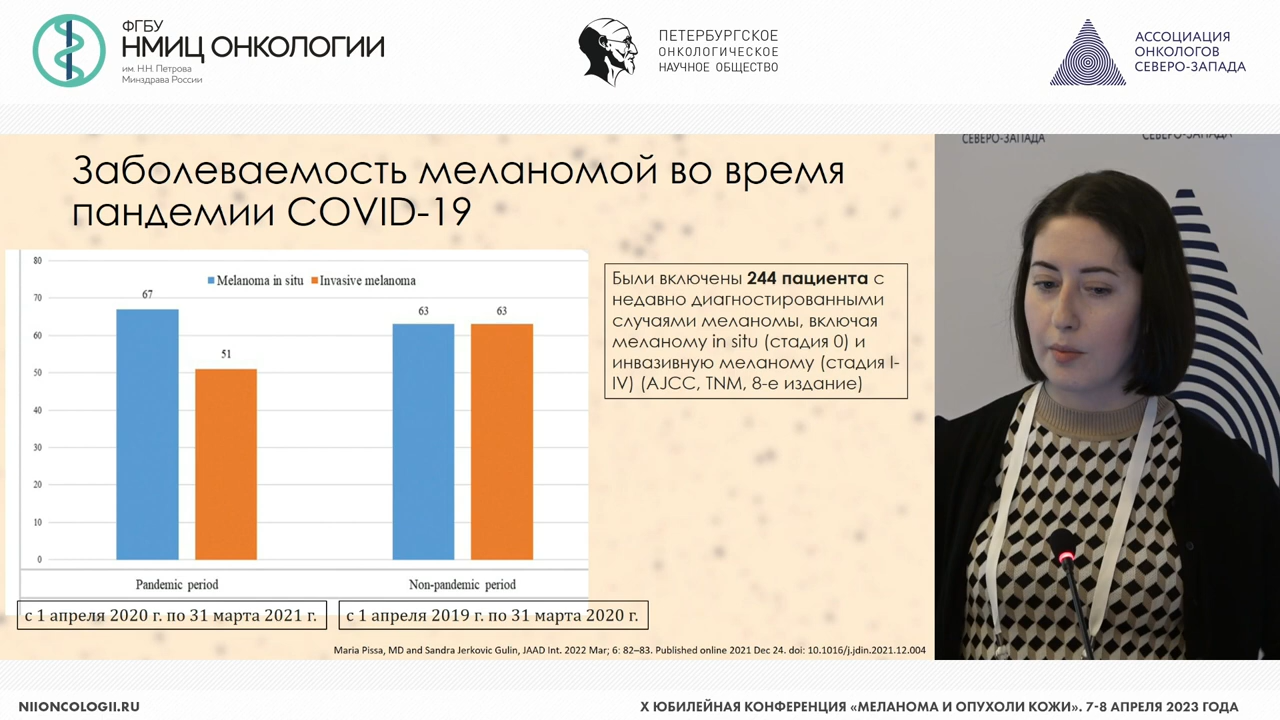 ФГБУ
НМИЦ ОНКОЛОГИИ
им. Н.Н. Петрова
Минздрава России
ПЕТЕРБУРГСКОЕ
ОНКОЛОГИЧЕСКОЕ
НАУЧНОЕ ОБЩЕСТВО
АССОЦИАЦИЯ
ОНКОЛОГОВ
СЕВЕРО-ЗАПАДА
СЕВЕРО-ЗАПАДА
СЕВЕРО-ЗАПАДА
Заболеваемость меланомой во время
пандемии COVID-19
80
70
60
50
40
30
20
10
0
Melanoma in situ
Invasive melanoma
67
51
63
63
Pandemic period
Non-pandemic period
с 1 апреля 2020 г. по 31 марта 2021 г.
с 1 апреля 2019 г. по 31 марта 2020 г.
Были включены 244 пациента с
недавно диагностированными
случаями меланомы, включая
меланому in situ (стадия 0) и
инвазивную меланому (стадия I-
IV) (AJCC, TNM, 8-е издание)
Maria Pissa, MD and Sandra Jerkovic Gulin, JAAD Int. 2022 Mar; 6: 82–83. Published online 2021 Dec 24. doi: 10.1016/j.jdin.2021.12.004
NIIONCOLOGII.RU
X ЮБИЛЕЙНАЯ КОНФЕРЕНЦИЯ «МЕЛАНОМА И ОПУХОЛИ КОЖИ». 7-8 АПРЕЛЯ 2023 ГОДА